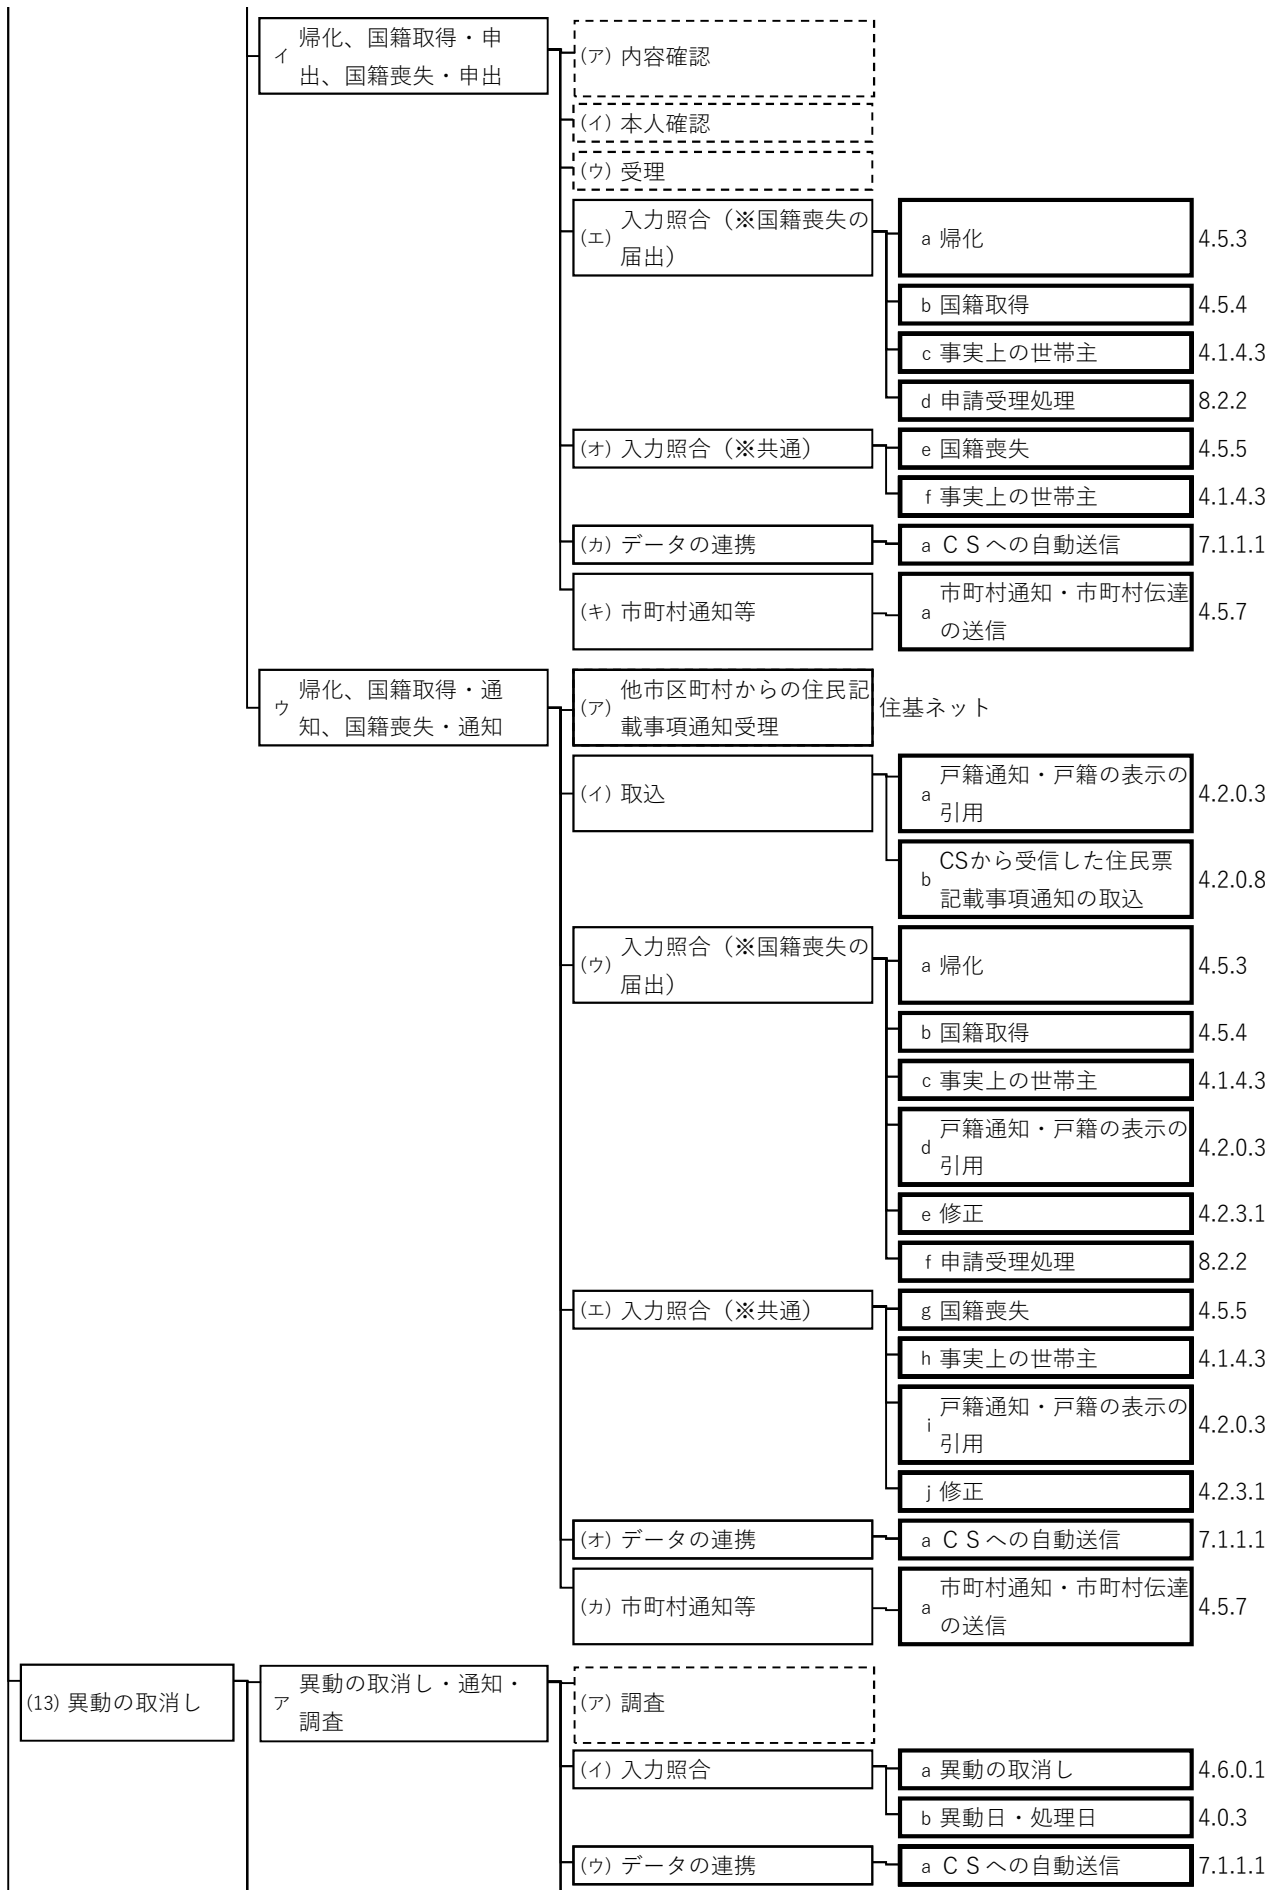 イ 帰化、国籍取得・申
出、国籍喪失・申出
(ア) 内容確認
(イ) 本人確認
(ウ) 受理
(エ) 入力照合（※国籍喪失の
届出）
a 帰化 4.5.3
b 国籍取得 4.5.4
c 事実上の世帯主 4.1.4.3
d 申請受理処理 8.2.2
(オ) 入力照合（※共通）
e 国籍喪失 4.5.5
f 事実上の世帯主 4.1.4.3
(カ) データの連携
a ＣＳへの自動送信 7.1.1.1
(キ) 市町村通知等
a 市町村通知・市町村伝達
の送信 4.5.7
ウ 帰化、国籍取得・通
知、国籍喪失・通知
(ア) 他市区町村からの住民記
載事項通知受理
住基ネット
(イ) 取込
a 戸籍通知・戸籍の表示の
引用 4.2.0.3
b CSから受信した住民票
記載事項通知の取込 4.2.0.8
(ウ) 入力照合（※国籍喪失の
届出）
a 帰化 4.5.3
b 国籍取得 4.5.4
c 事実上の世帯主 4.1.4.3
d 戸籍通知・戸籍の表示の
引用 4.2.0.3
e 修正 4.2.3.1
f 申請受理処理 8.2.2
(エ) 入力照合（※共通）
g 国籍喪失 4.5.5
h 事実上の世帯主 4.1.4.3
i 戸籍通知・戸籍の表示の
引用 4.2.0.3
j 修正 4.2.3.1
(オ) データの連携
a ＣＳへの自動送信 7.1.1.1
(カ) 市町村通知等
a 市町村通知・市町村伝達
の送信 4.5.7
(13) 異動の取消し
ア 異動の取消し・通知・
調査
(ア) 調査
(イ) 入力照合
a 異動の取消し 4.6.0.1
b 異動日・処理日 4.0.3
(ウ) データの連携
a ＣＳへの自動送信 7.1.1.1